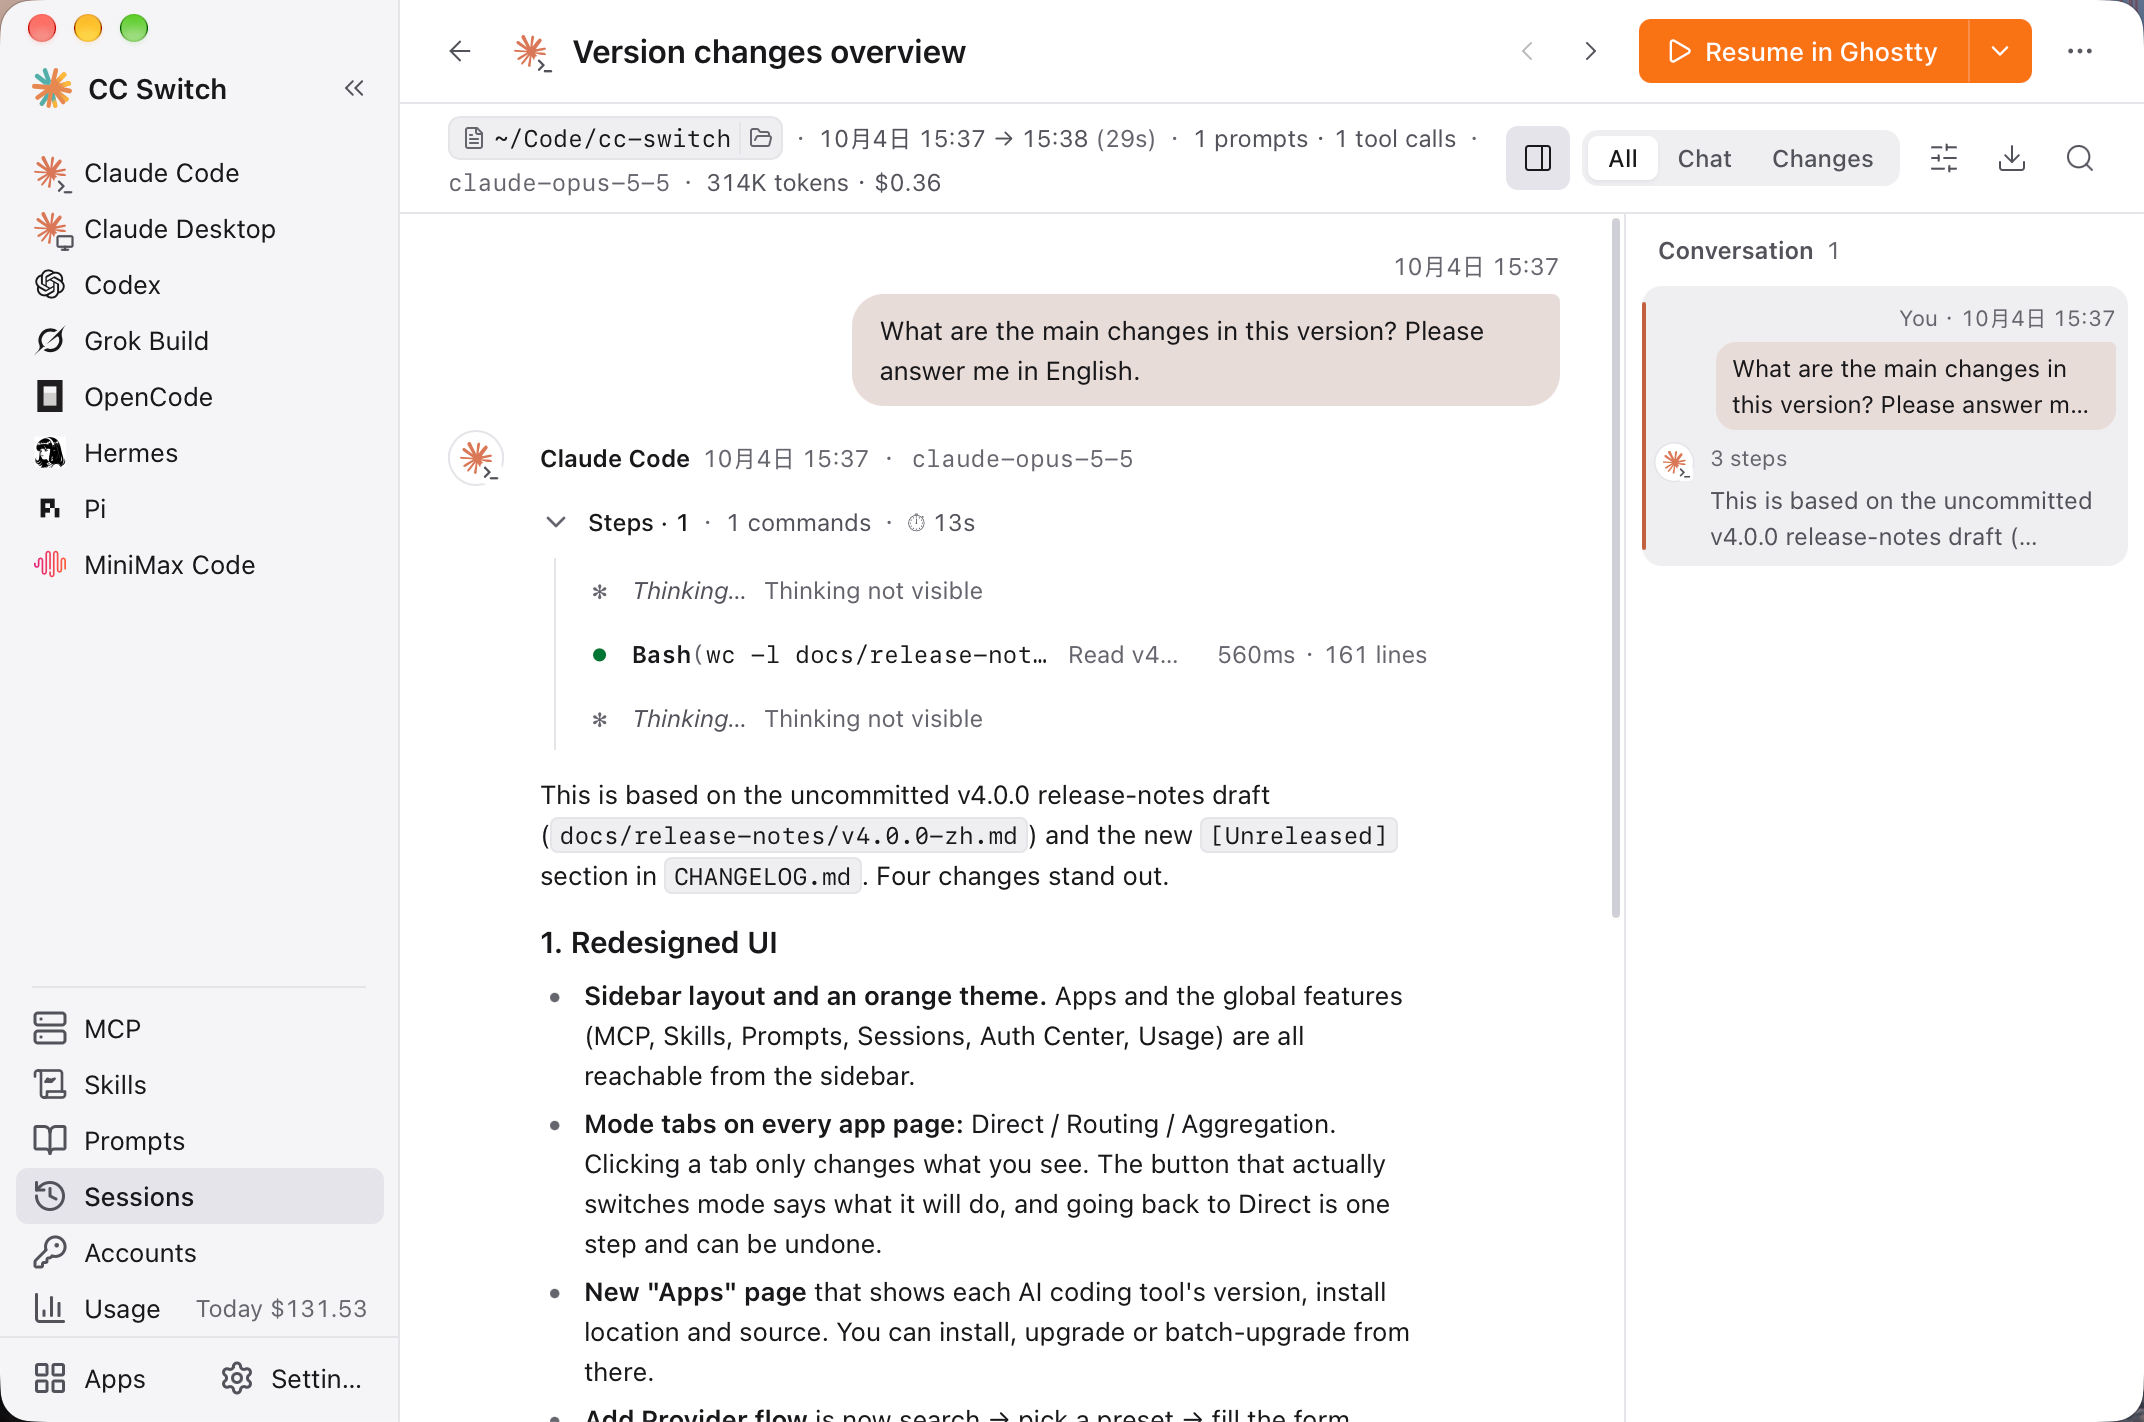 CC Switch
Claude Code
Claude Desktop
Codex
Grok Build
OpenCode
Hermes
Pi
MiniMax Code
MCP
Skills
Prompts
Sessions
Accounts
Usage Today $131.53
Apps Settin...
Version changes overview
Resume in Ghostty
~/Code/cc-switch · 10月4日 15:37 → 15:38 (29s) · 1 prompts · 1 tool calls ·
claude-opus-5-5 · 314K tokens · $0.36
All Chat Changes
10月4日 15:37
What are the main changes in this version? Please
answer me in English.
Claude Code 10月4日 15:37 · claude-opus-5-5
Steps · 1 · 1 commands · ⏱ 13s
Thinking... Thinking not visible
Bash(wc -l docs/release-not… Read v4... 560ms · 161 lines
Thinking... Thinking not visible
This is based on the uncommitted v4.0.0 release-notes draft
(docs/release-notes/v4.0.0-zh.md) and the new [Unreleased]
section in CHANGELOG.md. Four changes stand out.
1. Redesigned UI
• Sidebar layout and an orange theme. Apps and the global features
(MCP, Skills, Prompts, Sessions, Auth Center, Usage) are all
reachable from the sidebar.
• Mode tabs on every app page: Direct / Routing / Aggregation.
Clicking a tab only changes what you see. The button that actually
switches mode says what it will do, and going back to Direct is one
step and can be undone.
• New "Apps" page that shows each AI coding tool's version, install
location and source. You can install, upgrade or batch-upgrade from
there.
• Add Provider flow is now search → pick a preset → fill the form.
Conversation 1
You · 10月4日 15:37
What are the main changes in
this version? Please answer m...
3 steps
This is based on the uncommitted
v4.0.0 release-notes draft (...